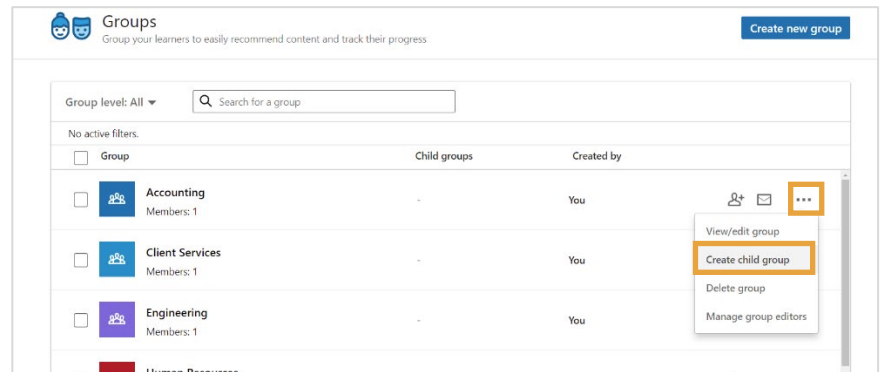 Groups
Group your learners to easily recommend content and track their progress
Create new group
Group level: All
Search for a group
No active filters.
Group Child groups Created by
Accounting
Members: 1
- You
View/edit group
Client Services
Members: 1
- You
Create child group
Delete group
Engineering
Members: 1
- You
Manage group editors
Human Resources